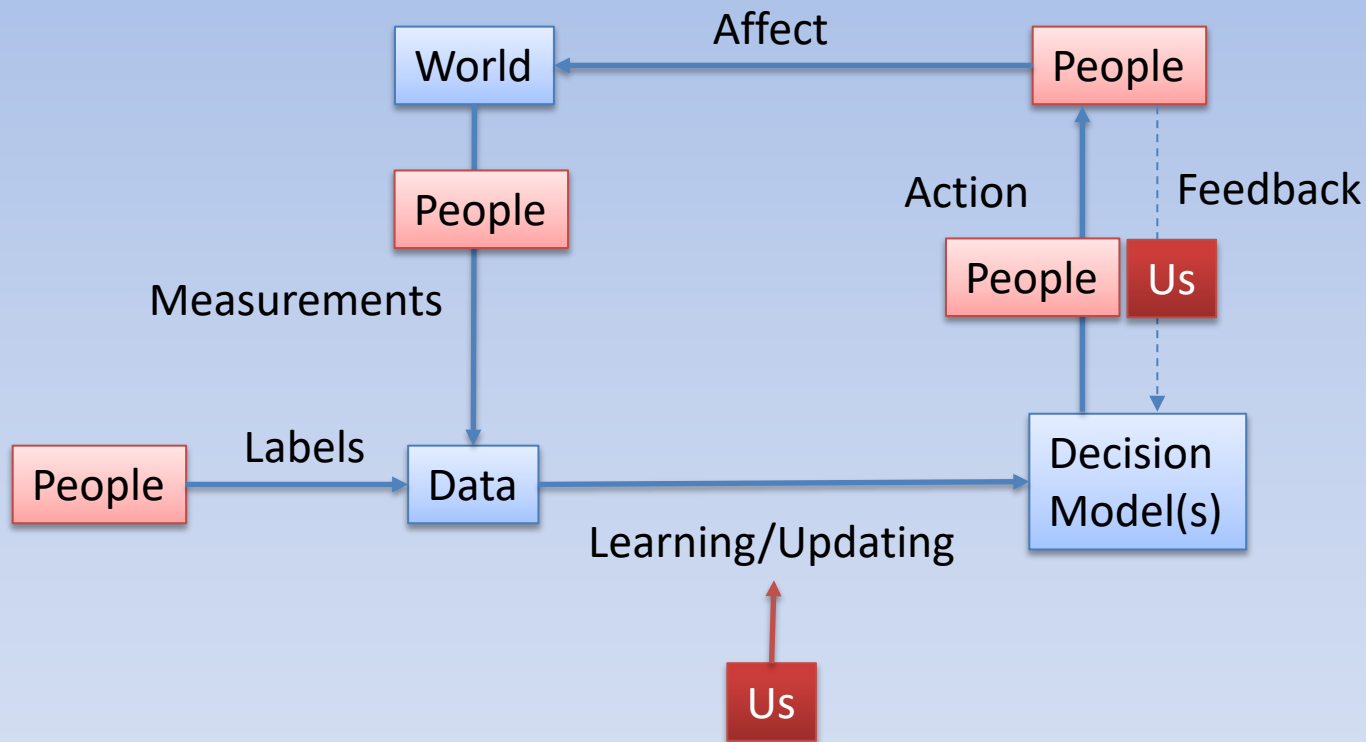 Affect
World
People
People
Action
Feedback
People
Us
Measurements
Labels
People
Data
Decision
Model(s)
Learning/Updating
Us